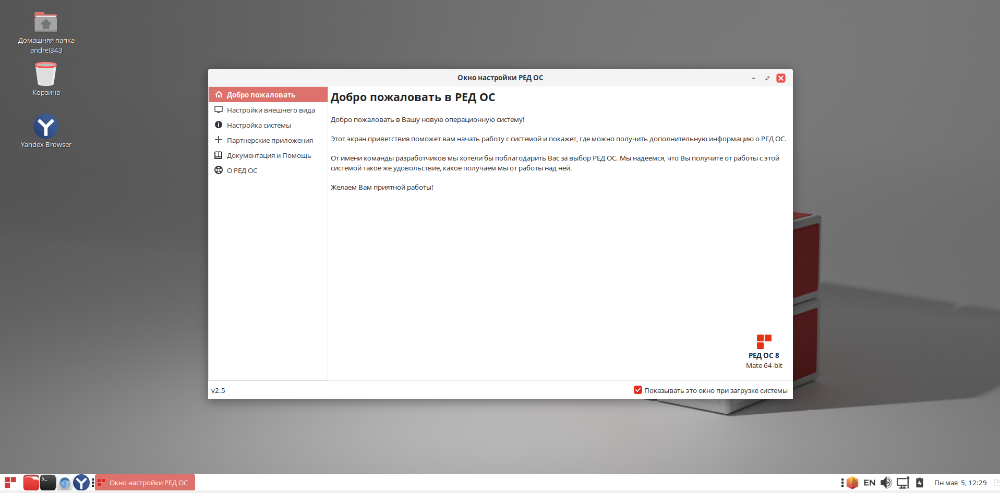 Домашняя папка
andrei343
Корзина
Yandex Browser
Окно настройки РЕД ОС
Добро пожаловать
Настройки внешнего вида
Настройка системы
Партнерские приложения
Документация и Помощь
О РЕД ОС
Добро пожаловать в РЕД ОС
Добро пожаловать в Вашу новую операционную систему!
Этот экран приветствия поможет вам начать работу с системой и покажет, где можно получить дополнительную информацию о РЕД ОС.
От имени команды разработчиков мы хотели бы поблагодарить Вас за выбор РЕД ОС. Мы надеемся, что Вы получите от работы с этой
системой такое же удовольствие, какое получаем мы от работы над ней.
Желаем Вам приятной работы!
РЕД ОС 8
Mate 64-bit
v2.5
Показывать это окно при загрузке системы
Окно настройки РЕД ОС
EN
Пн мая 5, 12:29